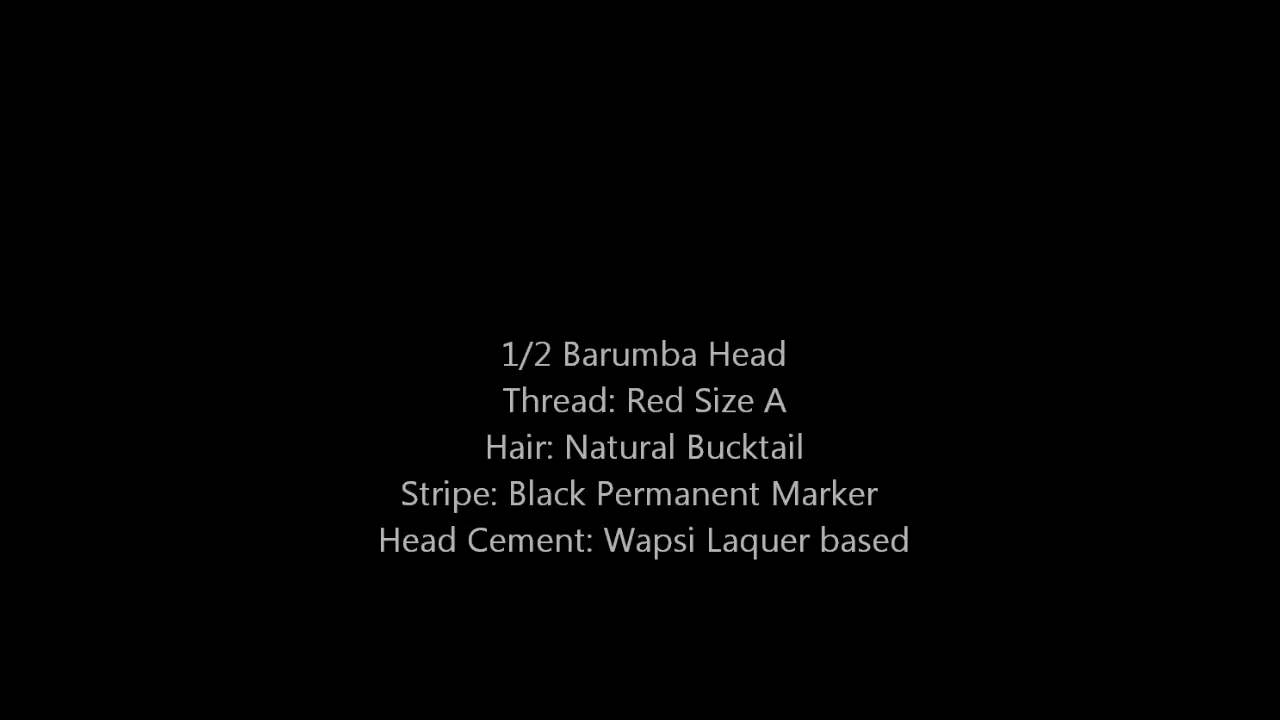 1/2 Barumba Head
Thread: Red Size A
Hair: Natural Bucktail
Stripe: Black Permanent Marker
Head Cement: Wapsi Laquer based